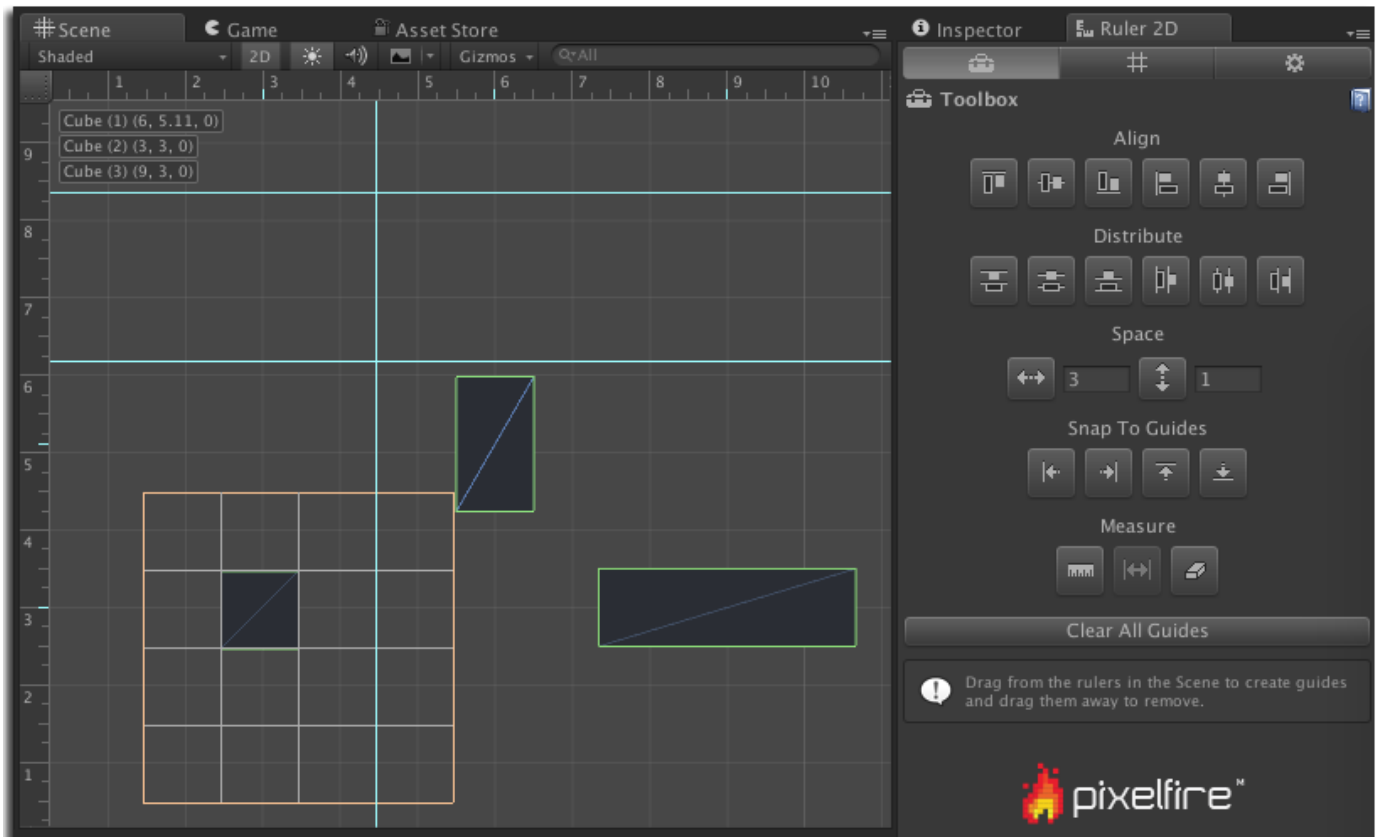 Scene
Game
Asset Store
Inspector
Ruler 2D
Shaded
2D
Gizmos
All
1 2 3 4 5 6 7 8 9 10
Toolbox
Cube (1) (6, 5.11, 0)
Cube (2) (3, 3, 0)
Cube (3) (9, 3, 0)
9
8
7
6
5
4
3
2
1
Align
Distribute
Space
3
1
Snap To Guides
Measure
Clear All Guides
Drag from the rulers in the Scene to create guides
and drag them away to remove.
pixelfire™